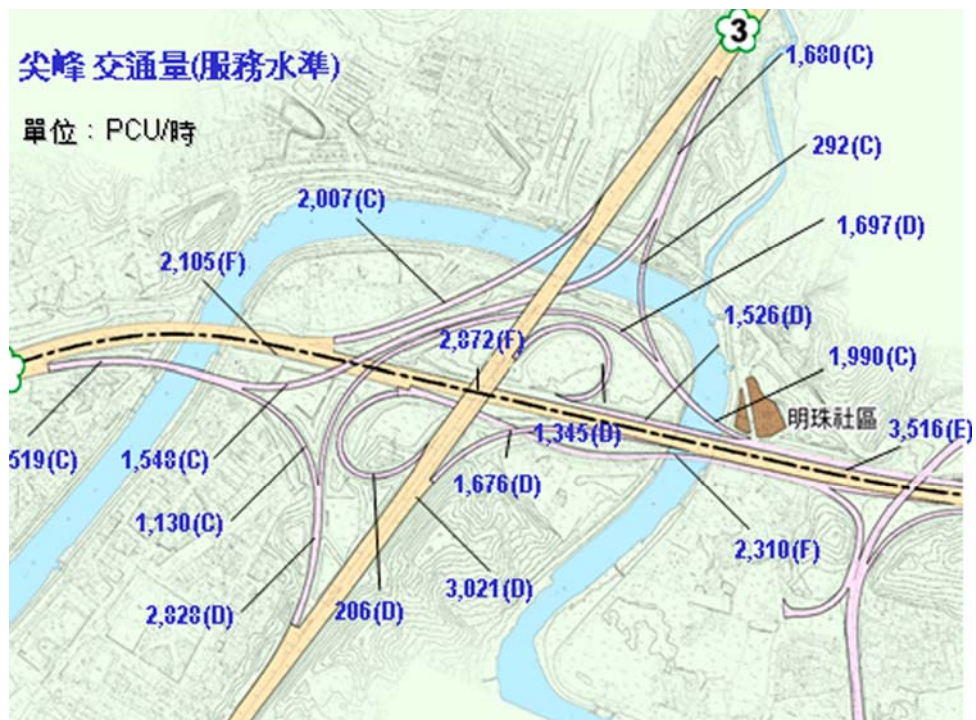 尖峰 交通量(服務水準)
單位：PCU/時
3
1,680(C)
292(C)
2,007(C)
1,697(D)
2,105(F)
1,526(D)
2,872(F)
1,990(C)
明珠社區
3,516(E)
1,345(D)
519(C)
1,548(C)
1,676(D)
1,130(C)
2,310(F)
3,021(D)
2,828(D)
206(D)